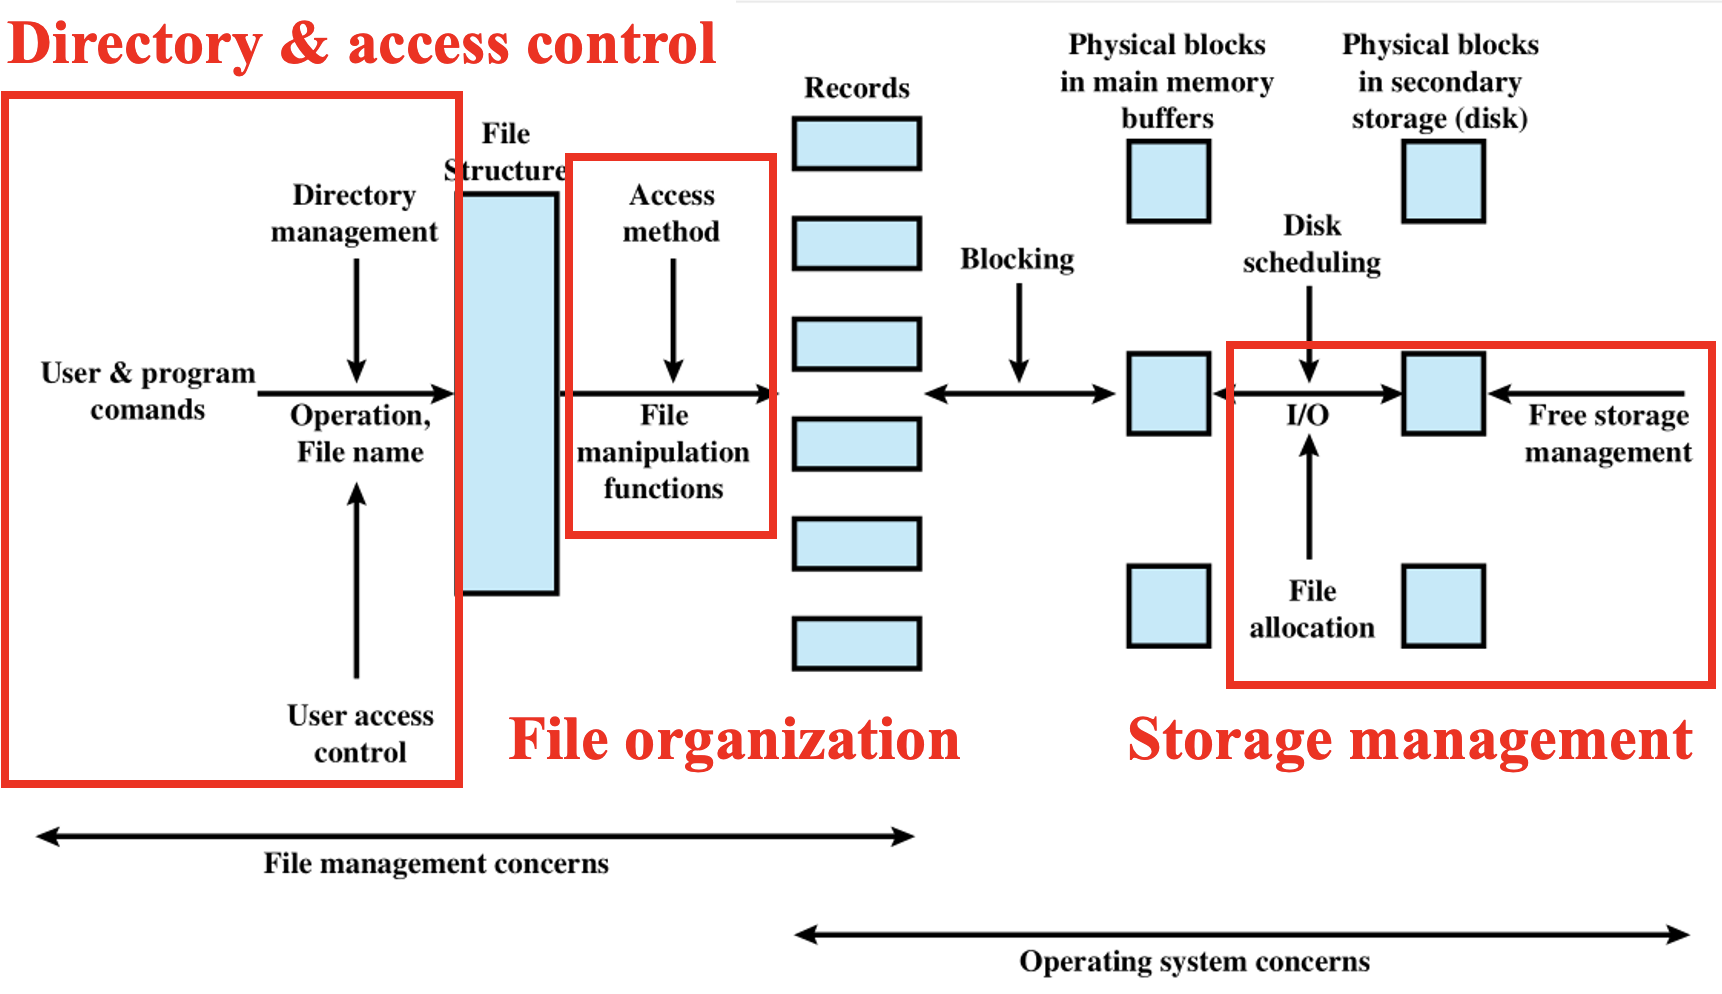 Directory & access control
Physical blocks
in main memory
buffers
Physical blocks
in secondary
storage (disk)
Records
File
Structure
Directory
management
Access
method
Blocking
Disk
scheduling
User & program
comands
Operation,
File name
File
manipulation
functions
I/O
Free storage
management
File
allocation
User access
control
File organization
Storage management
File management concerns
Operating system concerns